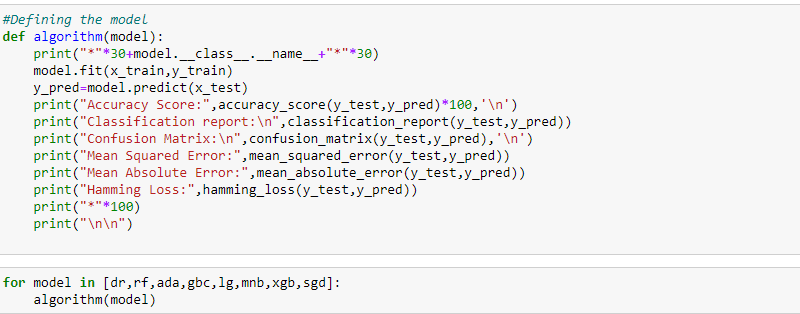 #Defining the model
def algorithm(model):
    print("*"*30+model.__class__.__name__+"*"*30)
    model.fit(x_train,y_train)
    y_pred=model.predict(x_test)
    print("Accuracy Score:",accuracy_score(y_test,y_pred)*100,'\n')
    print("Classification report:\n",classification_report(y_test,y_pred))
    print("Confusion Matrix:\n",confusion_matrix(y_test,y_pred),'\n')
    print("Mean Squared Error:",mean_squared_error(y_test,y_pred))
    print("Mean Absolute Error:",mean_absolute_error(y_test,y_pred))
    print("Hamming Loss:",hamming_loss(y_test,y_pred))
    print("*"*100)
    print("\n\n")
for model in [dr,rf,ada,gbc,lg,mnb,xgb,sgd]:
    algorithm(model)